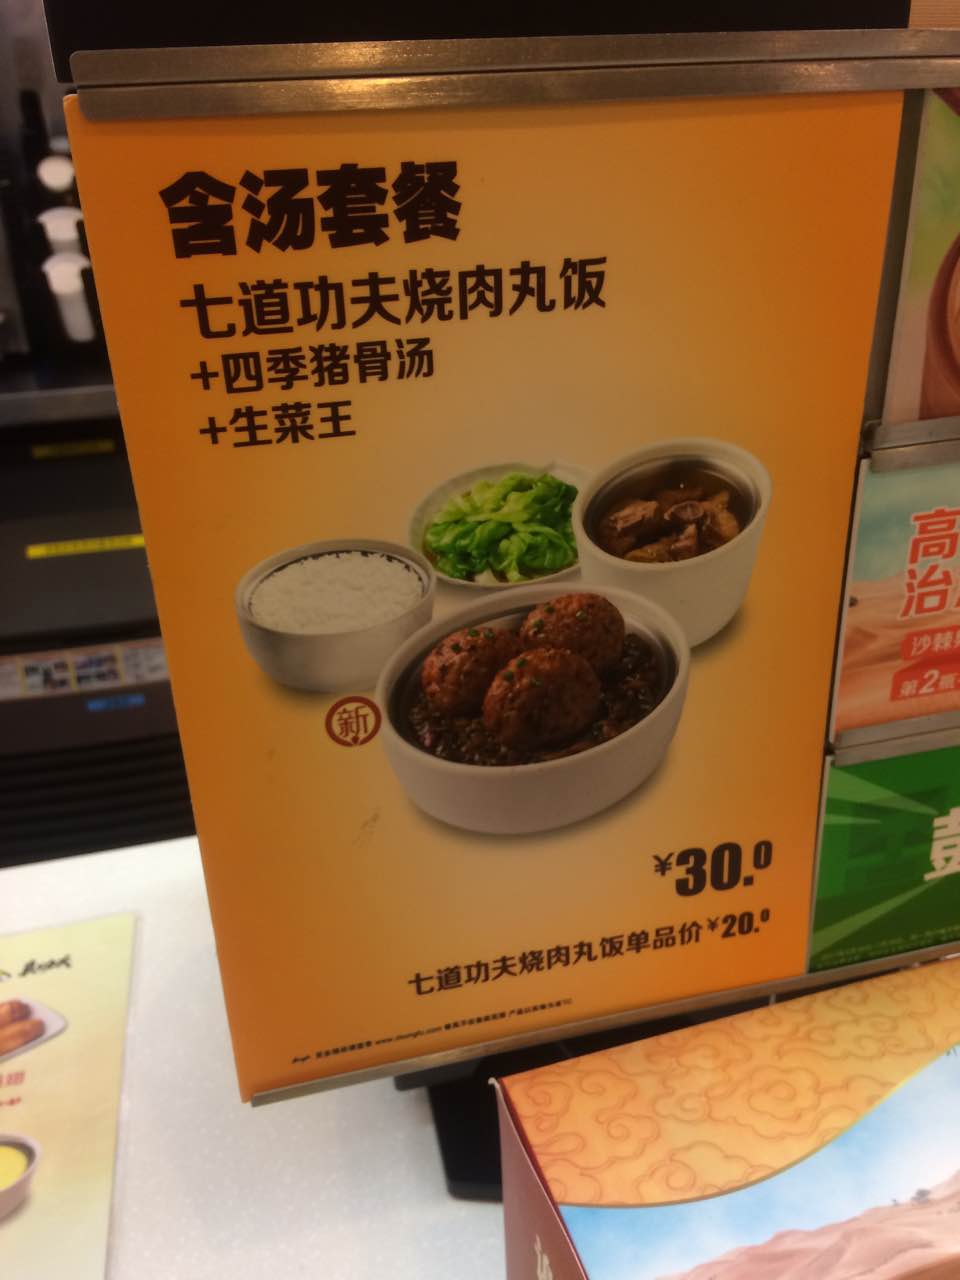 含汤套餐
七道功夫烧肉丸饭
+四季猪骨汤
+生菜王
新
¥30.0
七道功夫烧肉丸饭单品价¥20.0
高
治
沙棘
第2瓶